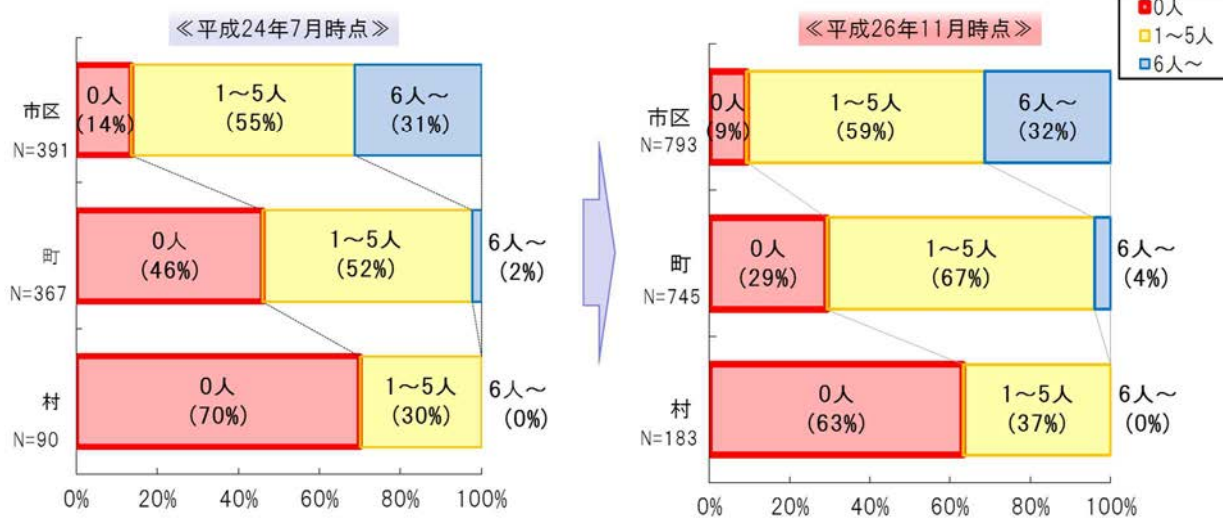 ≪平成24年7月時点≫
市区
N=391
0人
(14%)
1～5人
(55%)
6人～
(31%)
町
N=367
0人
(46%)
1～5人
(52%)
6人～
(2%)
村
N=90
0人
(70%)
1～5人
(30%)
6人～
(0%)
0%
20%
40%
60%
80%
100%
≪平成26年11月時点≫
0人
1～5人
6人～
市区
N=793
0人
(9%)
1～5人
(59%)
6人～
(32%)
町
N=745
0人
(29%)
1～5人
(67%)
6人～
(4%)
村
N=183
0人
(63%)
1～5人
(37%)
6人～
(0%)
0%
20%
40%
60%
80%
100%